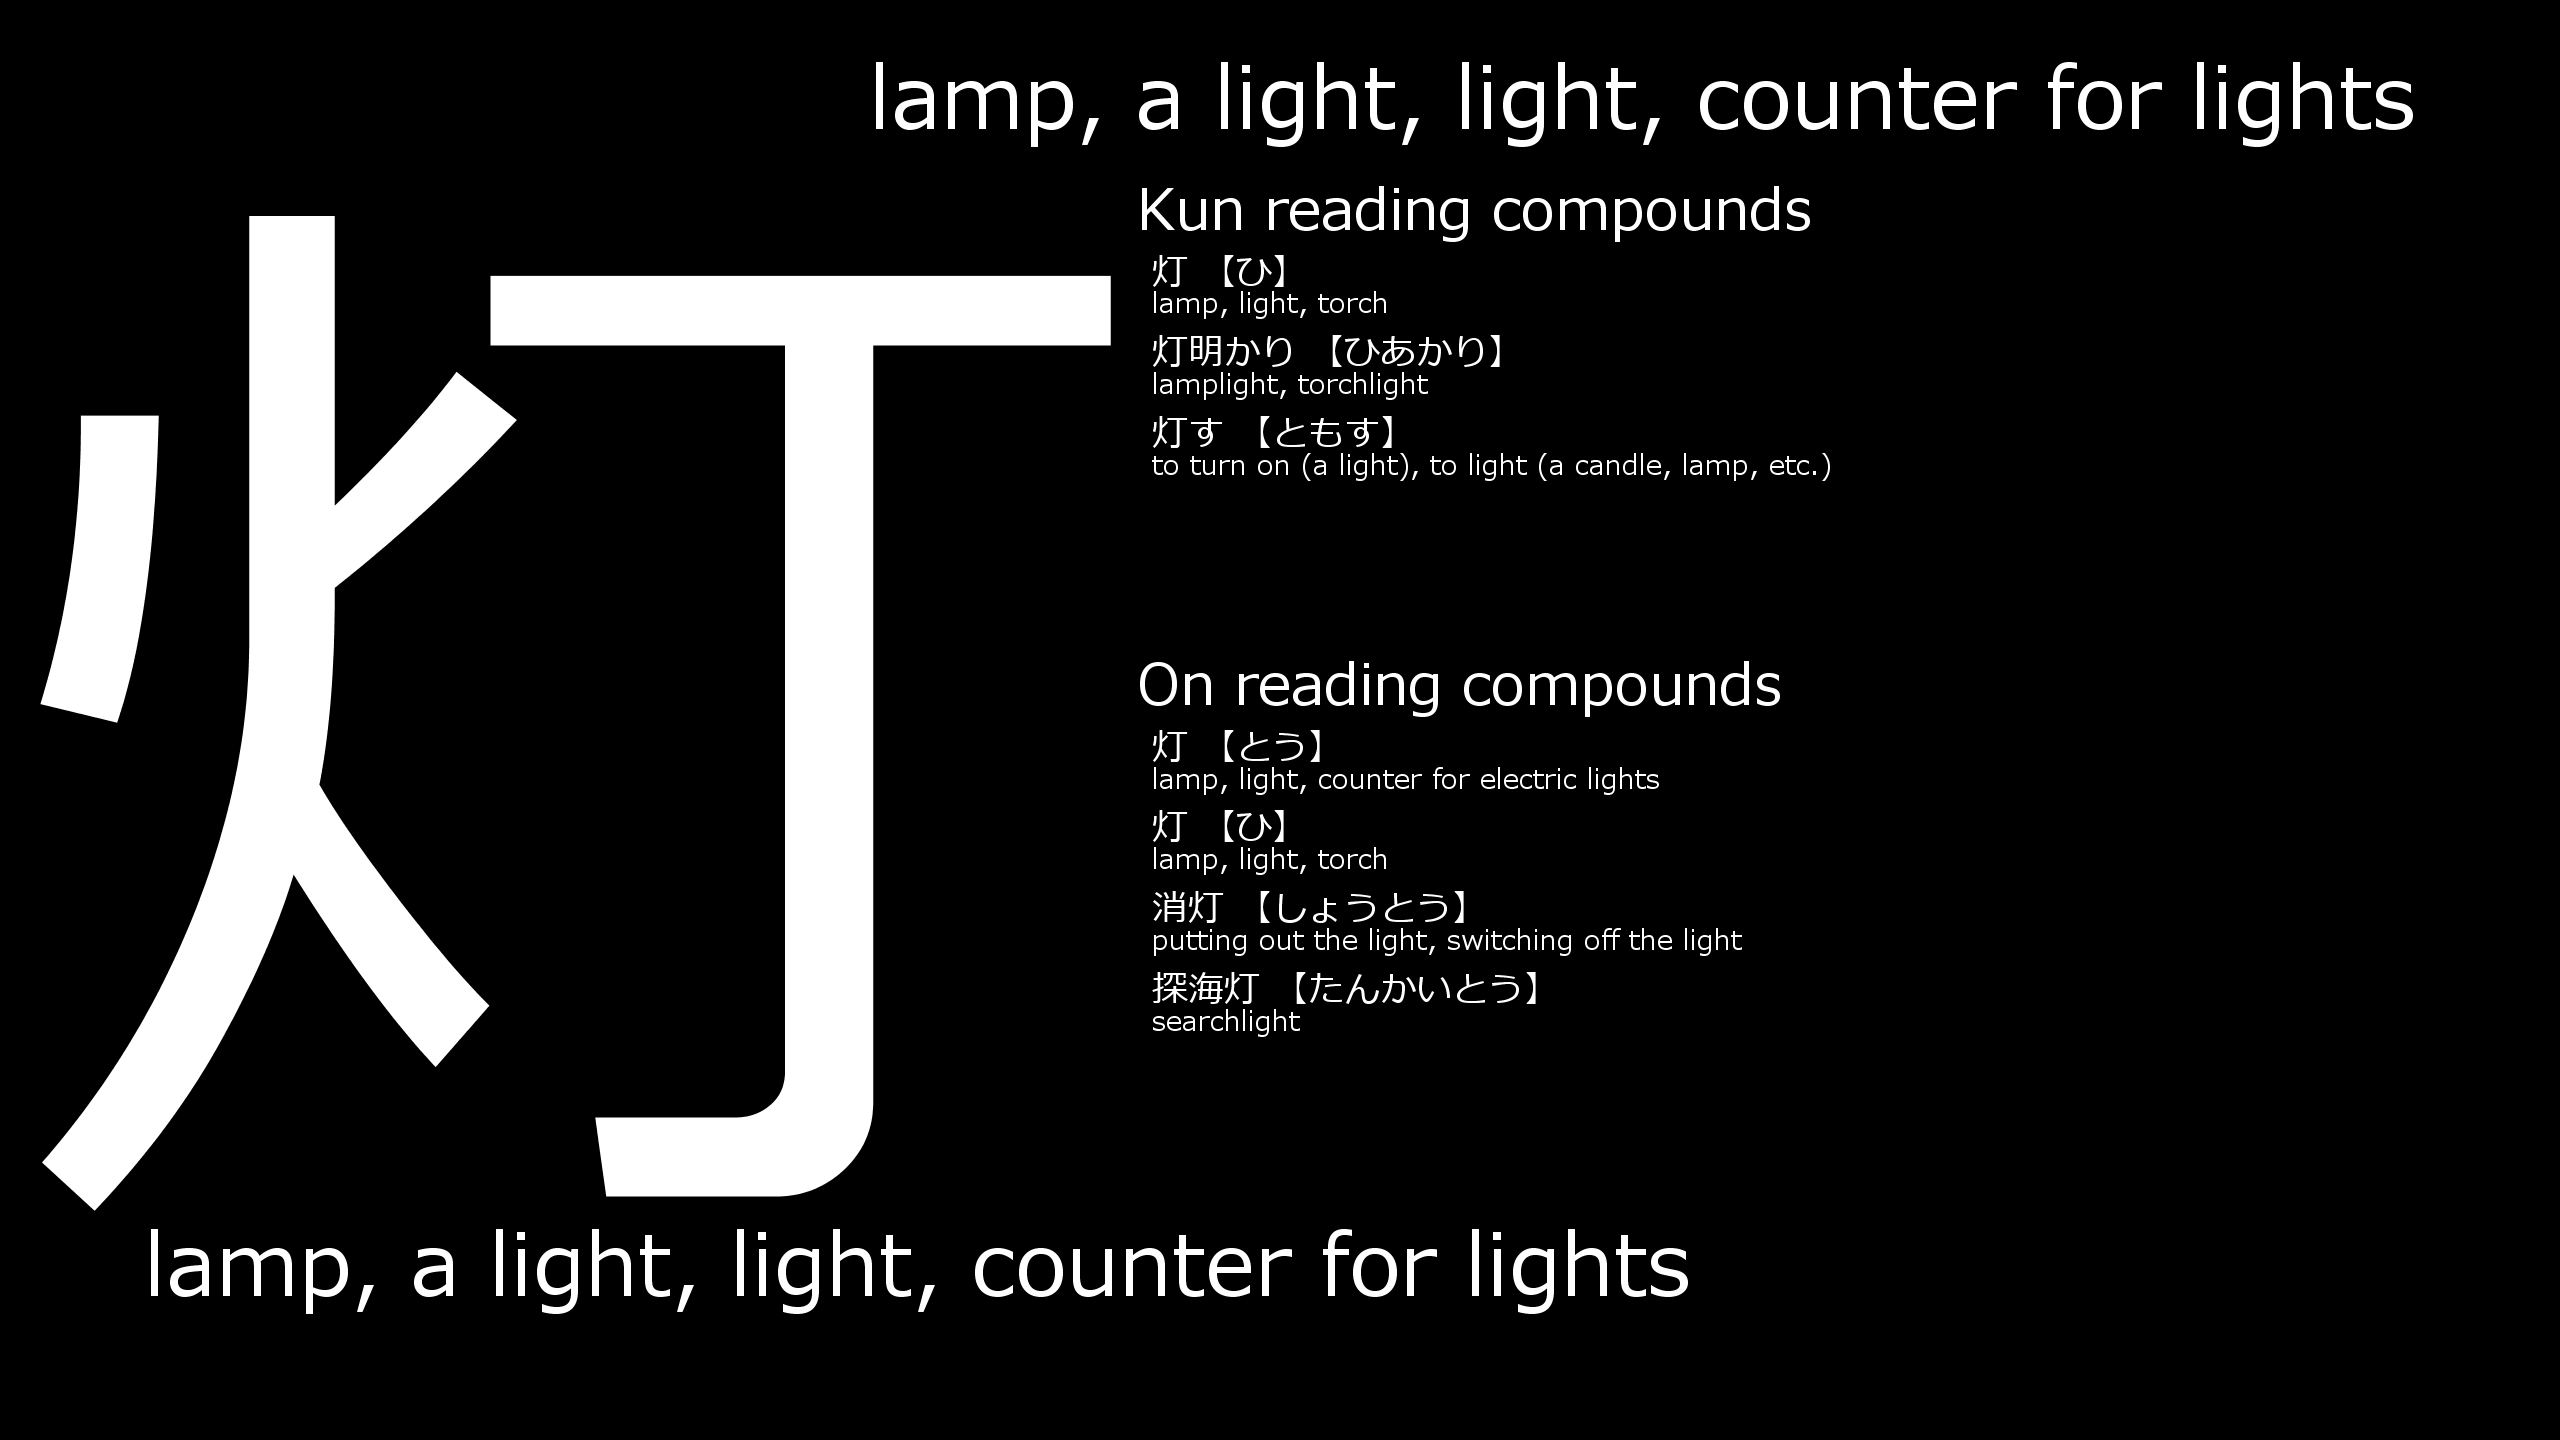 lamp, a light, light, counter for lights
灯
Kun reading compounds
灯 【ひ】
lamp, light, torch
灯明かり 【ひあかり】
lamplight, torchlight
灯す 【ともす】
to turn on (a light), to light (a candle, lamp, etc.)
On reading compounds
灯 【とう】
lamp, light, counter for electric lights
灯 【ひ】
lamp, light, torch
消灯 【しょうとう】
putting out the light, switching off the light
探海灯 【たんかいとう】
searchlight
lamp, a light, light, counter for lights